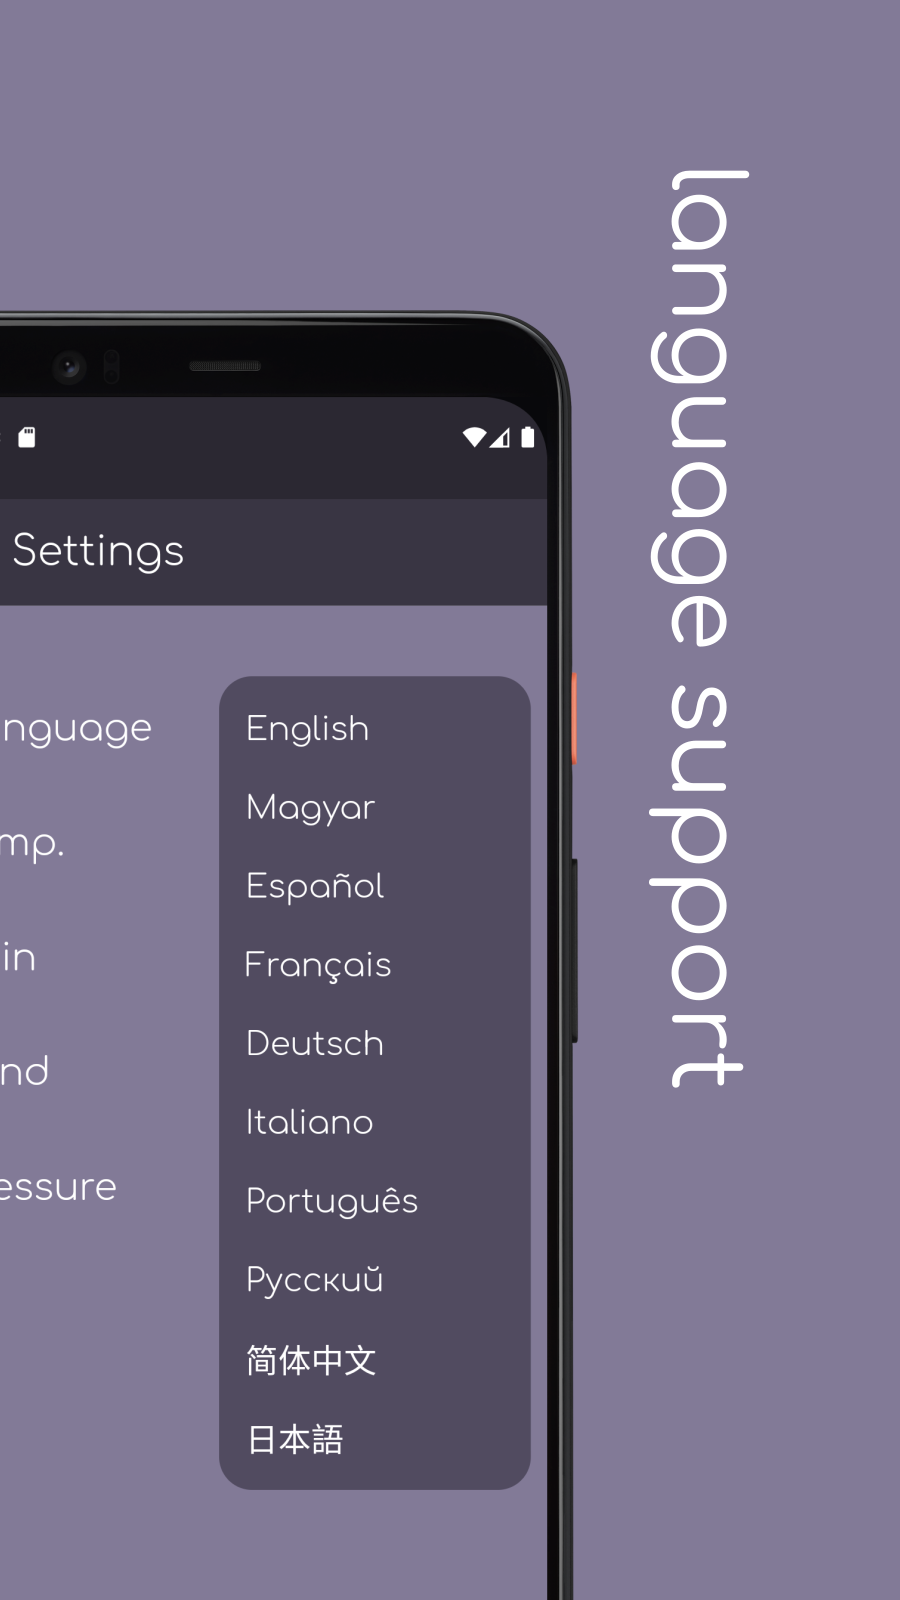 language support
Settings
nguage
mp.
in
nd
essure
English
Magyar
Español
Français
Deutsch
Italiano
Português
Русский
简体中文
日本語